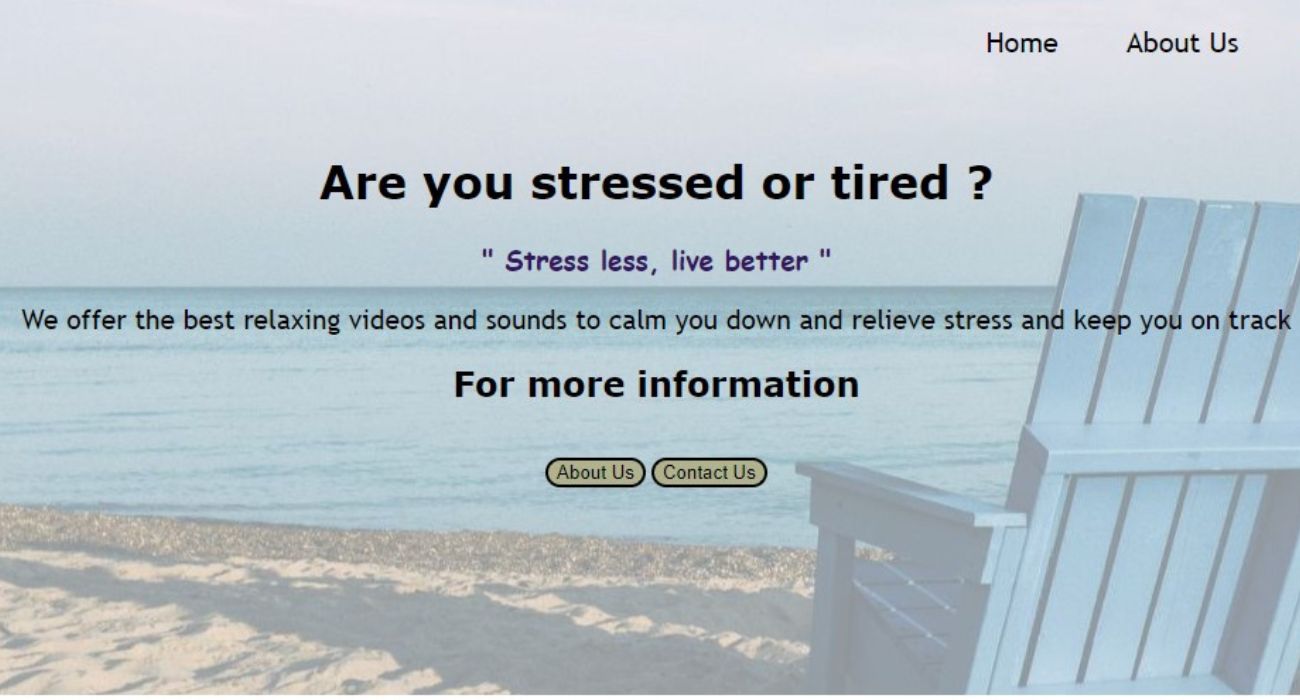 Home About Us
Are you stressed or tired ?
" Stress less, live better "
We offer the best relaxing videos and sounds to calm you down and relieve stress and keep you on track
For more information
About Us Contact Us